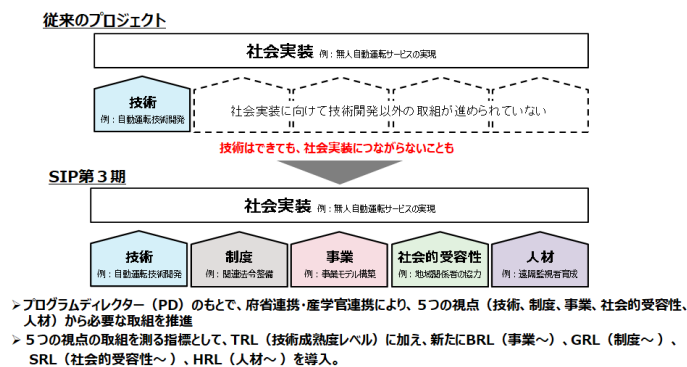 従来のプロジェクト
社会実装 例：無人自動運転サービスの実現
技術
例：自動運転技術開発
社会実装に向けて技術開発以外の取組が進められていない
技術はできても、社会実装につながらないことも
SIP第３期
社会実装 例：無人自動運転サービスの実現
技術 制度 事業 社会的受容性 人材
例：自動運転技術開発 例：関連法令整備 例：事業モデル構築 例：地域関係者の協力 例：遠隔監視者育成
➢プログラムディレクター（PD）のもとで、府省連携・産学官連携により、５つの視点（技術、制度、事業、社会的受容性、
人材）から必要な取組を推進
➢５つの視点の取組を測る指標として、TRL（技術成熟度レベル）に加え、新たにBRL（事業～）、GRL（制度～ ）、
SRL（社会的受容性～ ）、HRL（人材～ ）を導入。